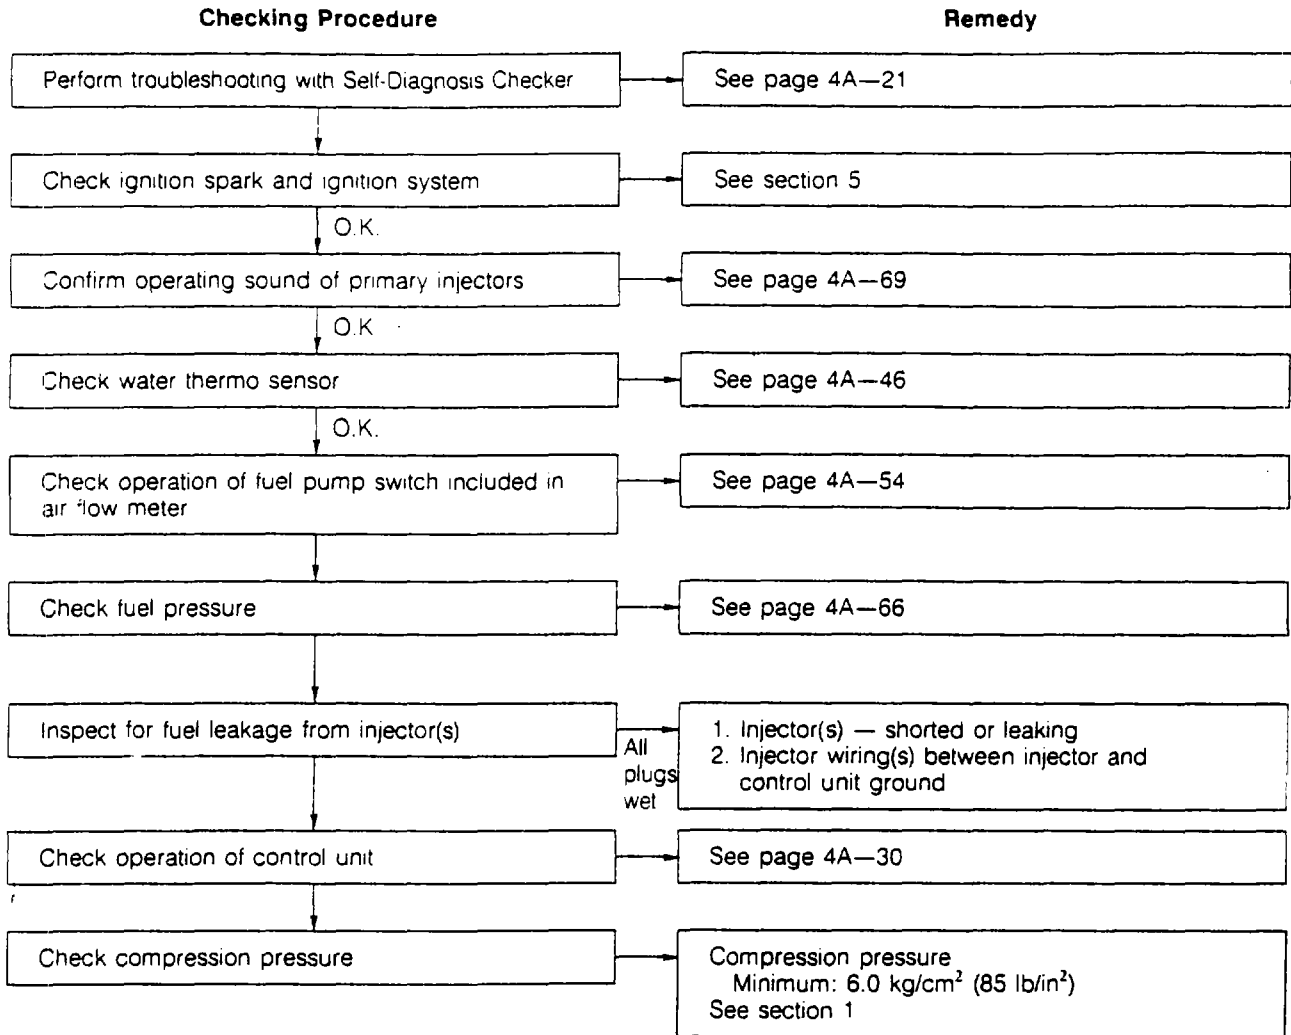 Checking Procedure
Remedy
Perform troubleshooting with Self-Diagnosis Checker
See page 4A—21
Check ignition spark and ignition system
See section 5
O.K.
Confirm operating sound of primary injectors
See page 4A—69
O.K
Check water thermo sensor
See page 4A—46
O.K.
Check operation of fuel pump switch included in
air flow meter
See page 4A—54
Check fuel pressure
See page 4A—66
Inspect for fuel leakage from injector(s)
All
plugs
wet
1. Injector(s) — shorted or leaking
2. Injector wiring(s) between injector and
control unit ground
Check operation of control unit
See page 4A—30
Check compression pressure
Compression pressure
Minimum: 6.0 kg/cm² (85 lb/in²)
See section 1